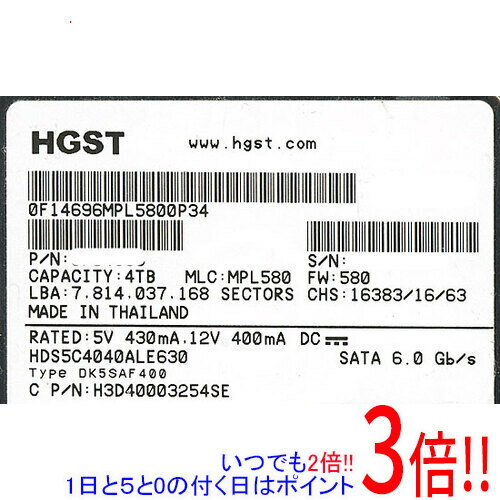 HGST www.hgst.com
0F14696MPL5800P34
P/N: S/N:
CAPACITY:4TB MLC:MPL580 FW:580
LBA:7.814.037.168 SECTORS CHS:16383/16/63
MADE IN THAILAND
RATED:5V 430mA.12V 400mA DC
HDS5C4040ALE630 SATA 6.0 Gb/s
Type DK5SAF400
C P/N:H3D40003254SE
いつでも2倍!!
1日と5と0の付く日はポイント
3倍!!